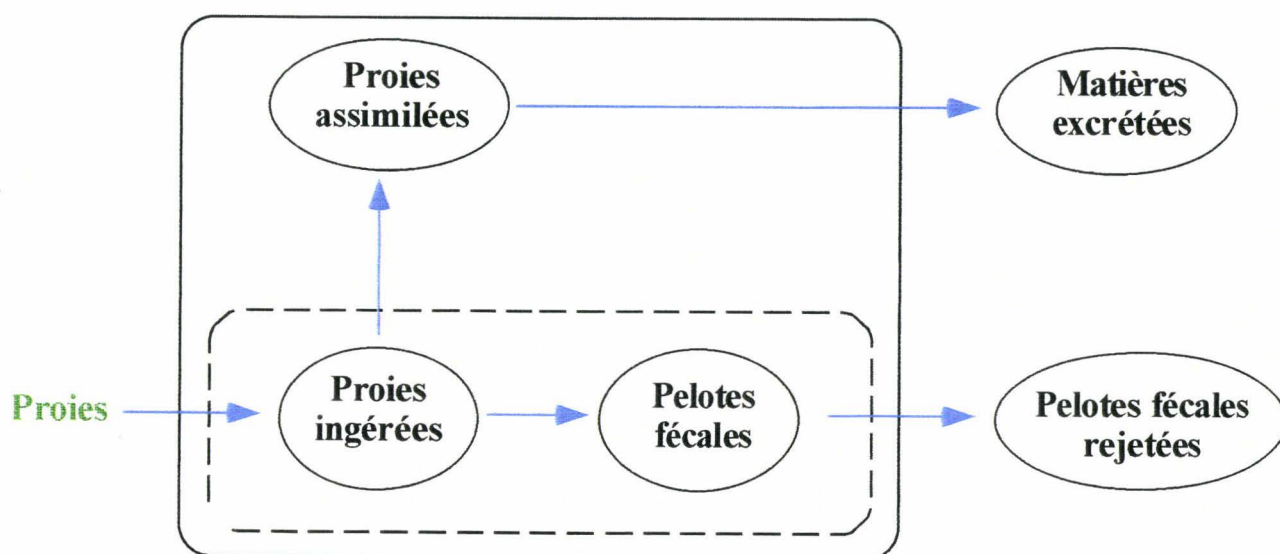 Proies
assimilées
Matières
excrétées
Proies
Proies
ingérées
Pelotes
fécales
Pelotes fécales
rejetées